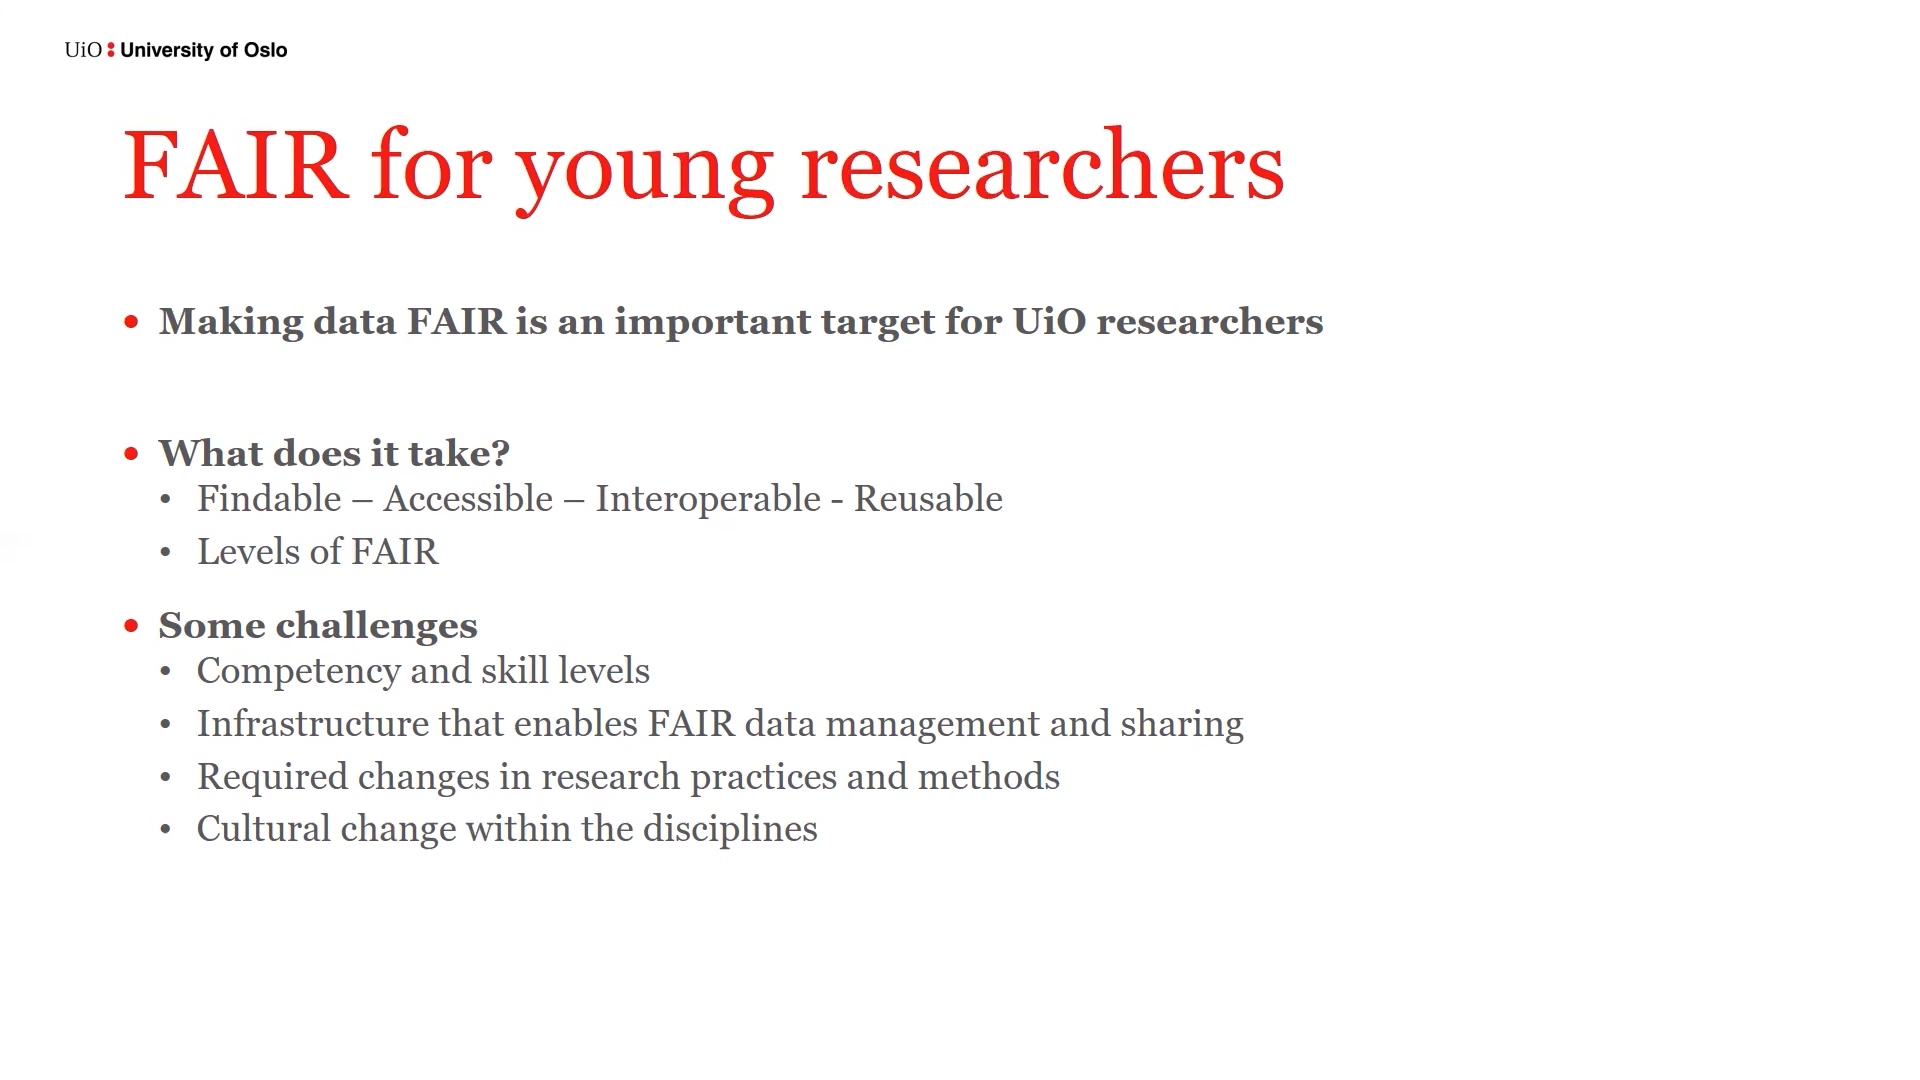 UiO : University of Oslo
FAIR for young researchers
• Making data FAIR is an important target for UiO researchers
• What does it take?
• Findable – Accessible – Interoperable - Reusable
• Levels of FAIR
• Some challenges
• Competency and skill levels
• Infrastructure that enables FAIR data management and sharing
• Required changes in research practices and methods
• Cultural change within the disciplines